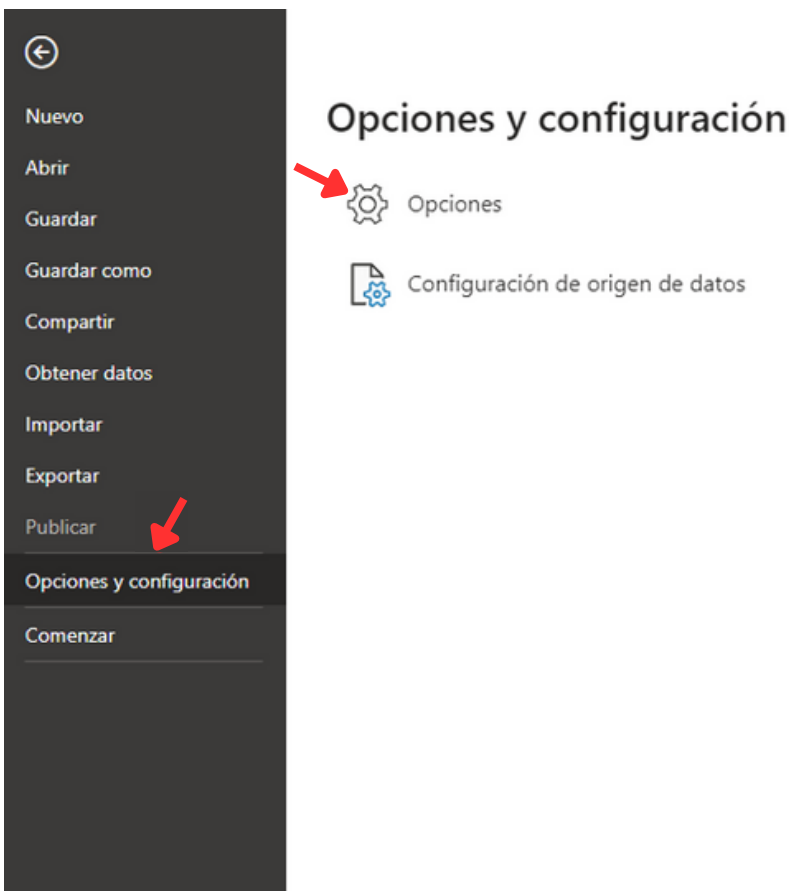 Nuevo
Abrir
Guardar
Guardar como
Compartir
Obtener datos
Importar
Exportar
Publicar
Opciones y configuración
Comenzar
Opciones y configuración
Opciones
Configuración de origen de datos